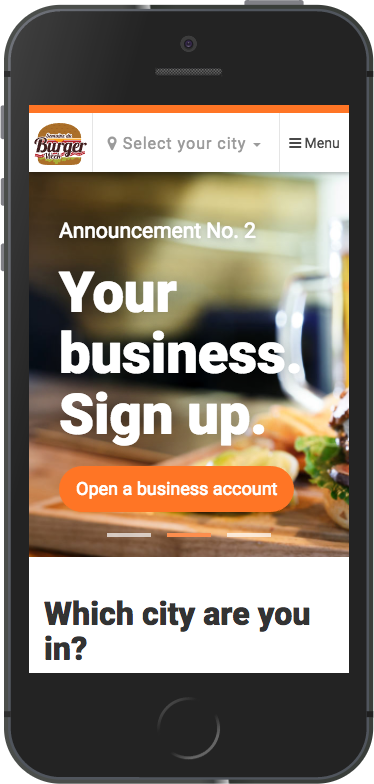 Semaine du
Burger
Week
Select your city
Menu
Announcement No. 2
Your
business.
Sign up.
Open a business account
Which city are you
in?